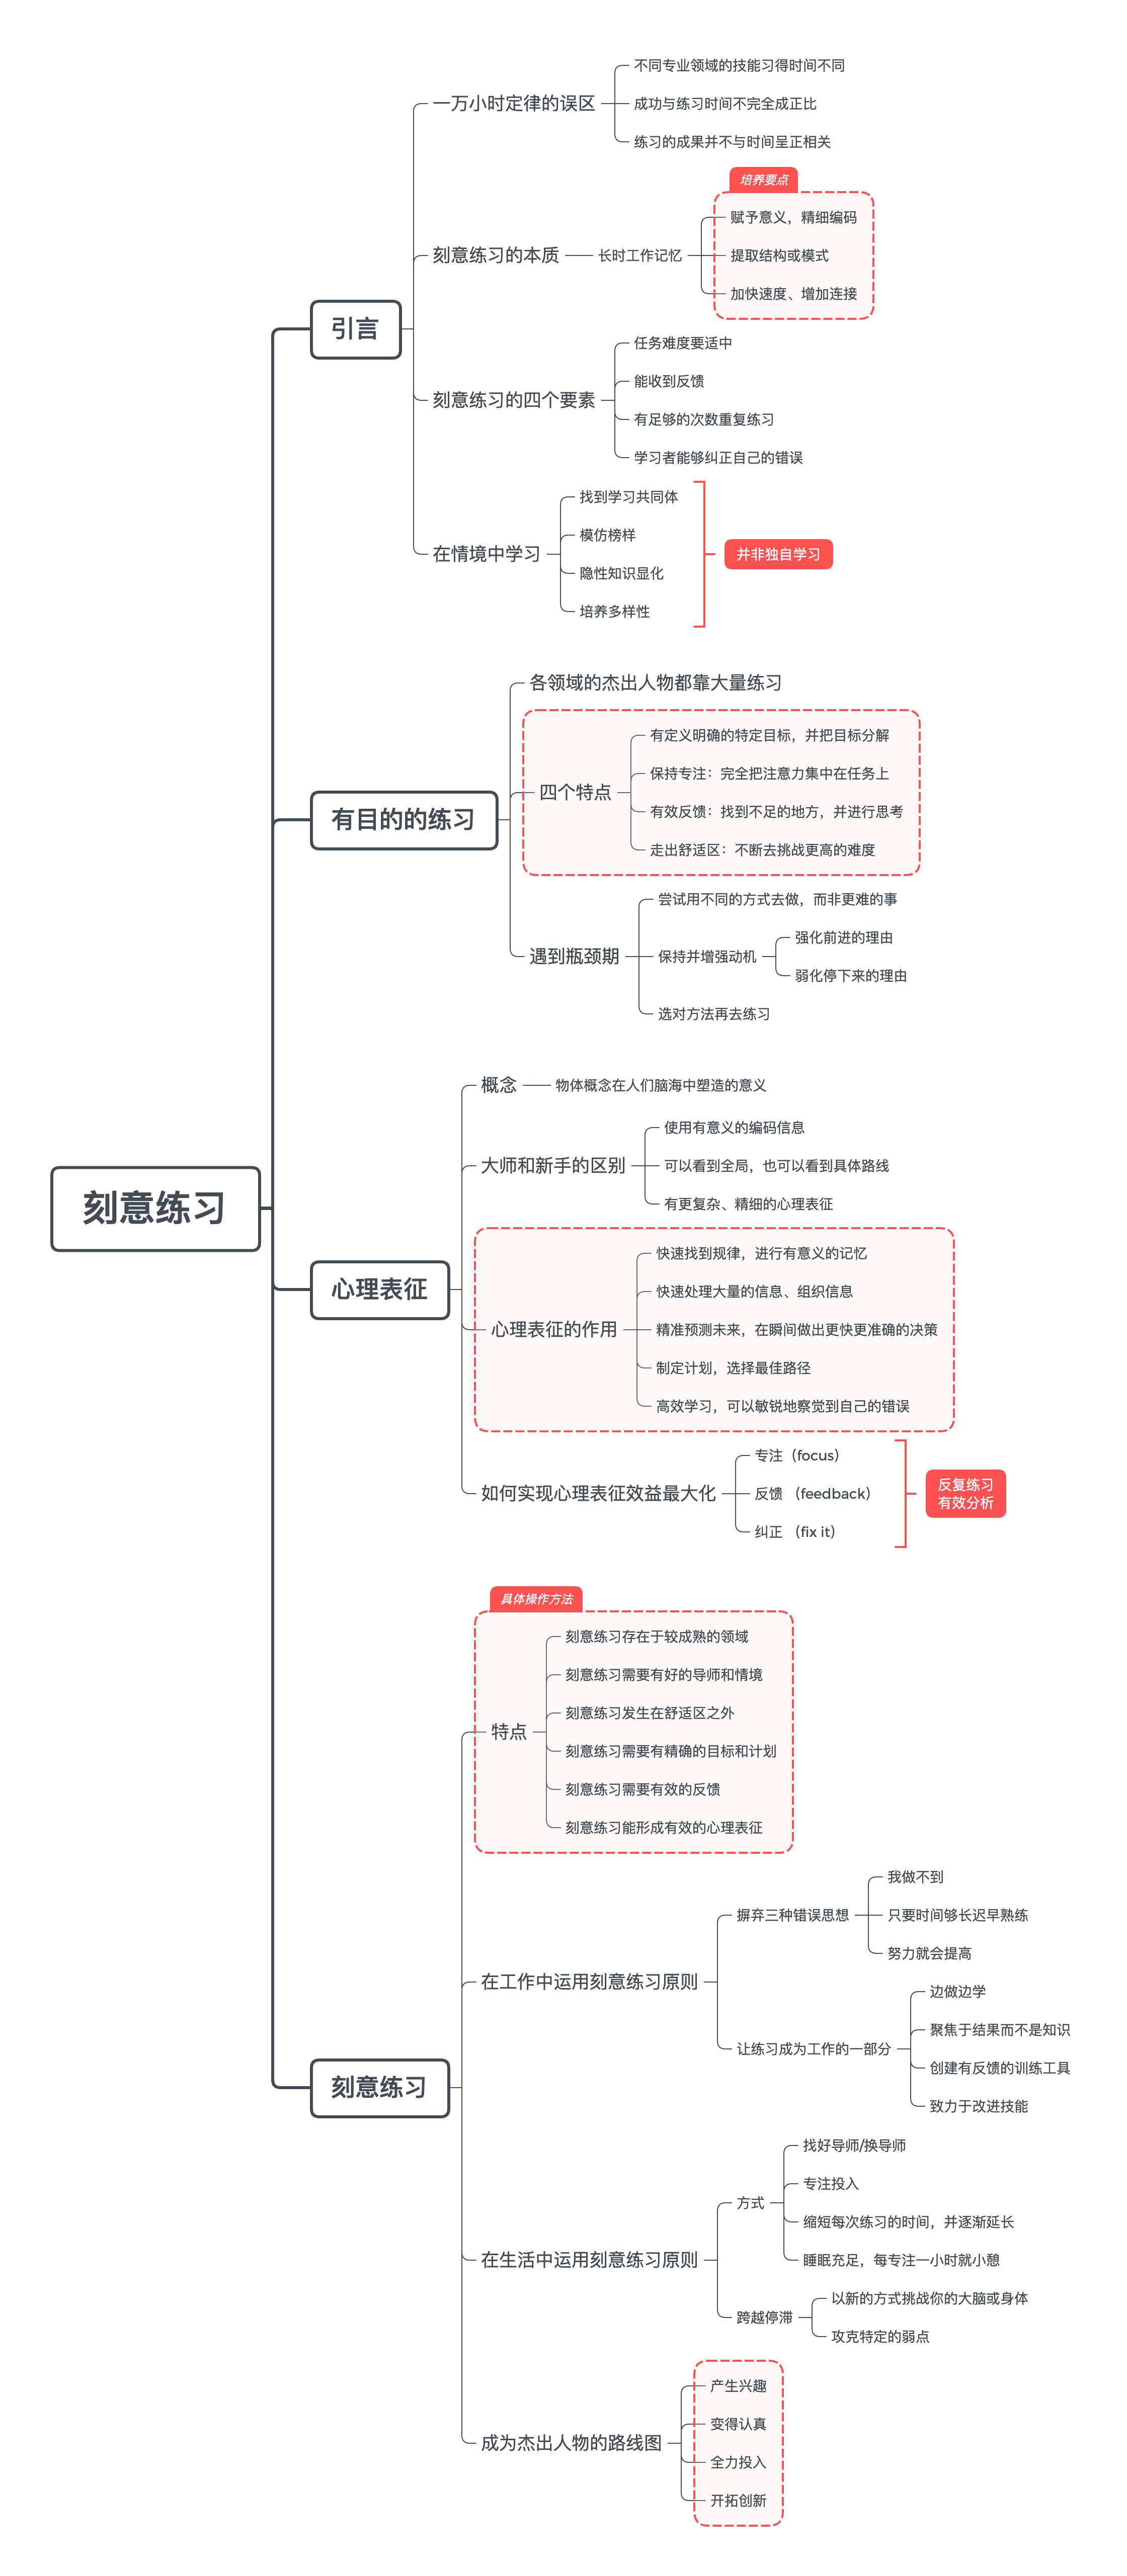 刻意练习
引言
一万小时定律的误区
不同专业领域的技能习得时间不同
成功与练习时间不完全成正比
练习的成果并不与时间呈正相关
刻意练习的本质
长时工作记忆
培养要点
赋予意义，精细编码
提取结构或模式
加快速度、增加连接
刻意练习的四个要素
任务难度要适中
能收到反馈
有足够的次数重复练习
学习者能够纠正自己的错误
在情境中学习
找到学习共同体
模仿榜样
隐性知识显化
培养多样性
并非独自学习
有目的的练习
各领域的杰出人物都靠大量练习
四个特点
有定义明确的特定目标，并把目标分解
保持专注：完全把注意力集中在任务上
有效反馈：找到不足的地方，并进行思考
走出舒适区：不断去挑战更高的难度
遇到瓶颈期
尝试用不同的方式去做，而非更难的事
保持并增强动机
强化前进的理由
弱化停下来的理由
选对方法再去练习
心理表征
概念
物体概念在人们脑海中塑造的意义
大师和新手的区别
使用有意义的编码信息
可以看到全局，也可以看到具体路线
有更复杂、精细的心理表征
心理表征的作用
快速找到规律，进行有意义的记忆
快速处理大量的信息、组织信息
精准预测未来，在瞬间做出更快更准确的决策
制定计划，选择最佳路径
高效学习，可以敏锐地察觉到自己的错误
如何实现心理表征效益最大化
专注（focus）
反馈 （feedback）
纠正 （fix it）
反复练习
有效分析
刻意练习
具体操作方法
特点
刻意练习存在于较成熟的领域
刻意练习需要有好的导师和情境
刻意练习发生在舒适区之外
刻意练习需要有精确的目标和计划
刻意练习需要有效的反馈
刻意练习能形成有效的心理表征
在工作中运用刻意练习原则
摒弃三种错误思想
我做不到
只要时间够长迟早熟练
努力就会提高
让练习成为工作的一部分
边做边学
聚焦于结果而不是知识
创建有反馈的训练工具
致力于改进技能
在生活中运用刻意练习原则
方式
找好导师/换导师
专注投入
缩短每次练习的时间，并逐渐延长
睡眠充足，每专注一小时就小憩
跨越停滞
以新的方式挑战你的大脑或身体
攻克特定的弱点
成为杰出人物的路线图
产生兴趣
变得认真
全力投入
开拓创新